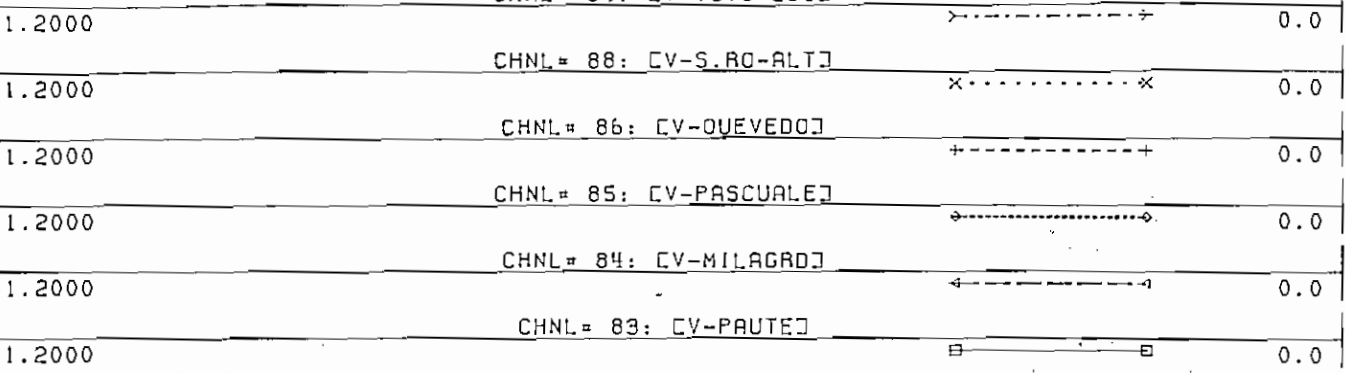 1.2000 0.0
CHNL# 88: [V-S.RO-ALT]
1.2000 0.0
CHNL# 86: [V-QUEVEDO]
1.2000 0.0
CHNL# 85: [V-PASCUALE]
1.2000 0.0
CHNL# 84: [V-MILAGRO]
1.2000 0.0
CHNL# 83: [V-PAUTE]
1.2000 0.0